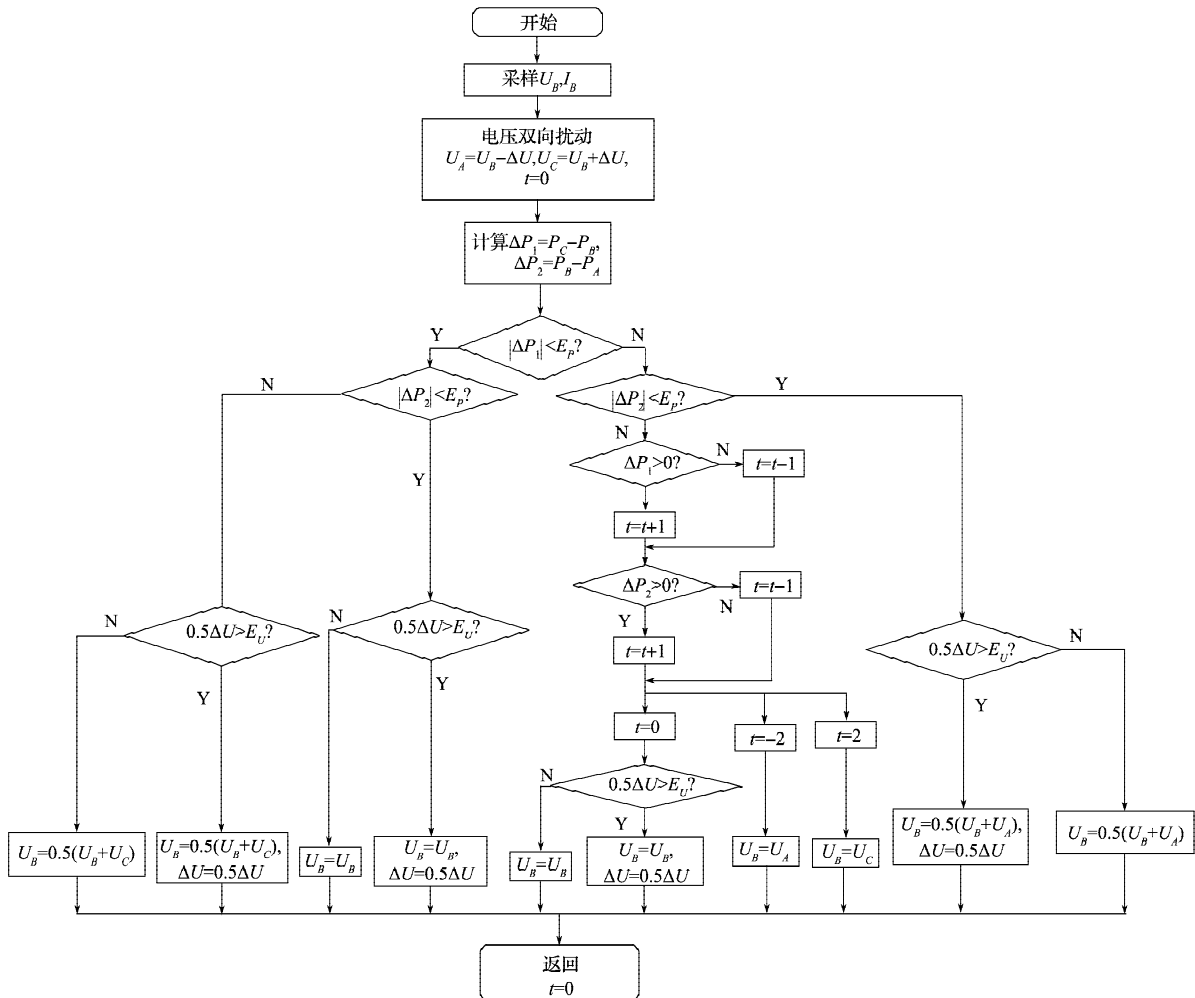 开始
采样U_B,I_B
电压双向扰动
U_A=U_B−ΔU,U_C=U_B+ΔU,
t=0
计算ΔP_1=P_C−P_B,
ΔP_2=P_B−P_A
Y
|ΔP_1|<E_P?
N
N
|ΔP_2|<E_P?
|ΔP_2|<E_P?
Y
Y
N
ΔP_1>0?
N
t=t−1
t=t+1
ΔP_2>0?
N
t=t−1
Y
t=t+1
N
0.5ΔU>E_U?
Y
N
0.5ΔU>E_U?
Y
0.5ΔU>E_U?
N
Y
t=0
t=−2
t=2
N
0.5ΔU>E_U?
Y
U_B=0.5(U_B+U_C)
U_B=0.5(U_B+U_C),
ΔU=0.5ΔU
U_B=U_B
U_B=U_B,
ΔU=0.5ΔU
U_B=U_B
U_B=U_B,
ΔU=0.5ΔU
U_B=U_A
U_B=U_C
U_B=0.5(U_B+U_A),
ΔU=0.5ΔU
U_B=0.5(U_B+U_A)
返回
t=0